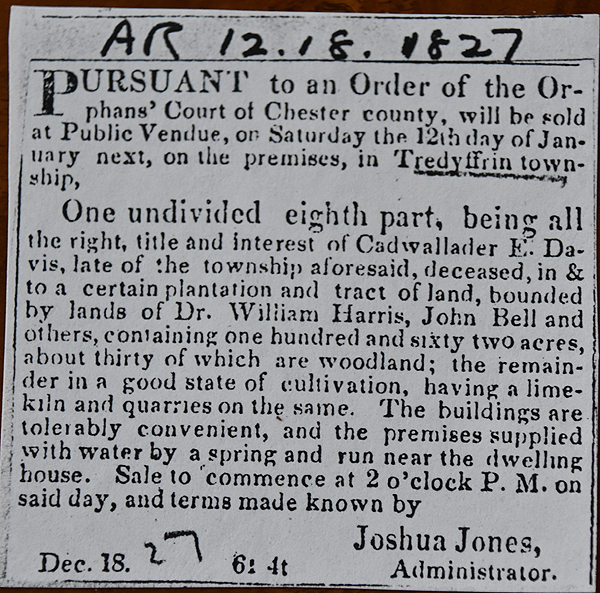 AR 12.18.1827
PURSUANT to an Order of the Or-
phans' Court of Chester county, will be sold
at Public Vendue, on Saturday the 12th day of Jan-
uary next, on the premises, in Tredyffrin town-
ship,
One undivided eighth part, being all
the right, title and interest of Cadwallader E. Da-
vis, late of the township aforesaid, deceased, in &
to a certain plantation and tract of land, bounded
by lands of Dr. William Harris, John Bell and
others, containing one hundred and sixty two acres,
about thirty of which are woodland; the remain-
der in a good state of cultivation, having a lime-
kiln and quarries on the same. The buildings are
tolerably convenient, and the premises supplied
with water by a spring and run near the dwelling
house. Sale to commence at 2 o'clock P. M. on
said day, and terms made known by
Joshua Jones,
Dec. 18. 27 6: 4t Administrator.